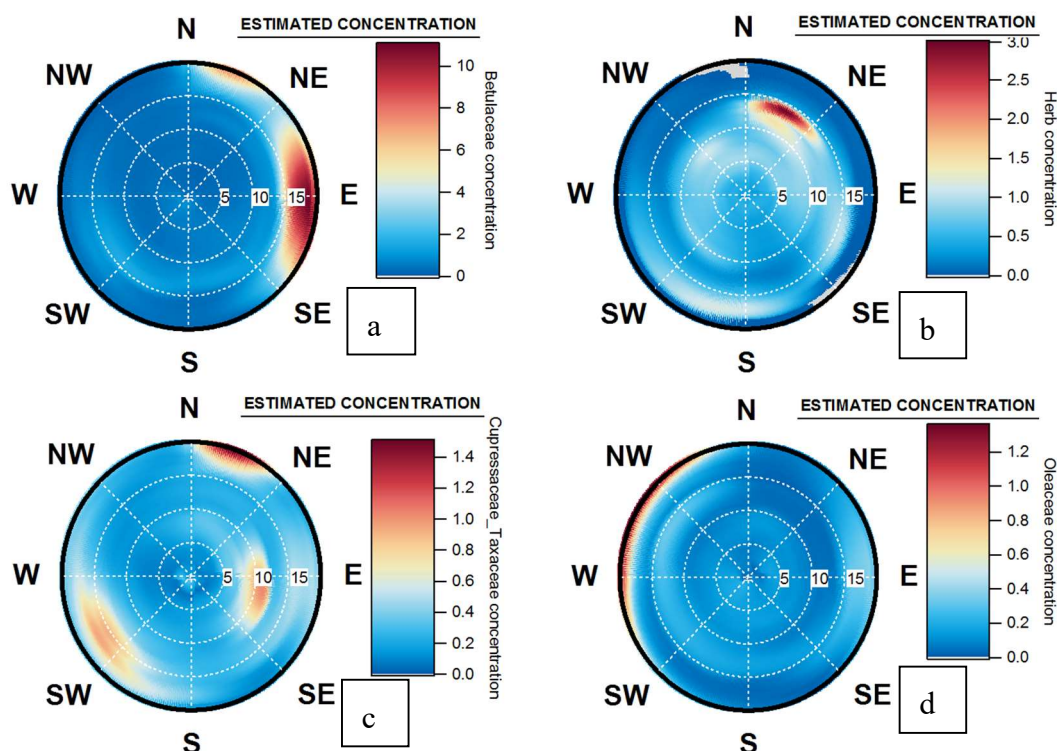 ESTIMATED CONCENTRATION
N
NE
E
SE
S
SW
W
NW
5
10
15
10
8
6
4
2
0
Betulaceae concentration
a
ESTIMATED CONCENTRATION
N
NE
E
SE
S
SW
W
NW
5
10
15
3.0
2.5
2.0
1.5
1.0
0.5
0.0
Herb concentration
b
ESTIMATED CONCENTRATION
N
NE
E
SE
S
SW
W
NW
5
10
15
1.4
1.2
1.0
0.8
0.6
0.4
0.2
0.0
Cupressaceae_Taxaceae concentration
c
ESTIMATED CONCENTRATION
N
NE
E
SE
S
SW
W
NW
5
10
15
1.2
1.0
0.8
0.6
0.4
0.2
0.0
Oleaceae concentration
d